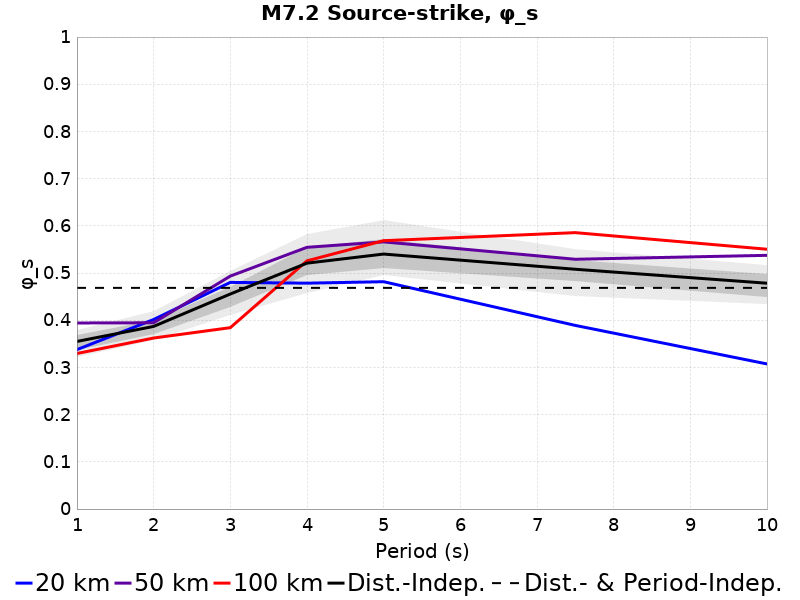 M7.2 Source-strike, φ_s
1
0.9
0.8
0.7
0.6
0.5
0.4
0.3
0.2
0.1
0
φ_s
1 2 3 4 5 6 7 8 9 10
Period (s)
20 km 50 km 100 km Dist.-Indep. Dist.- & Period-Indep.